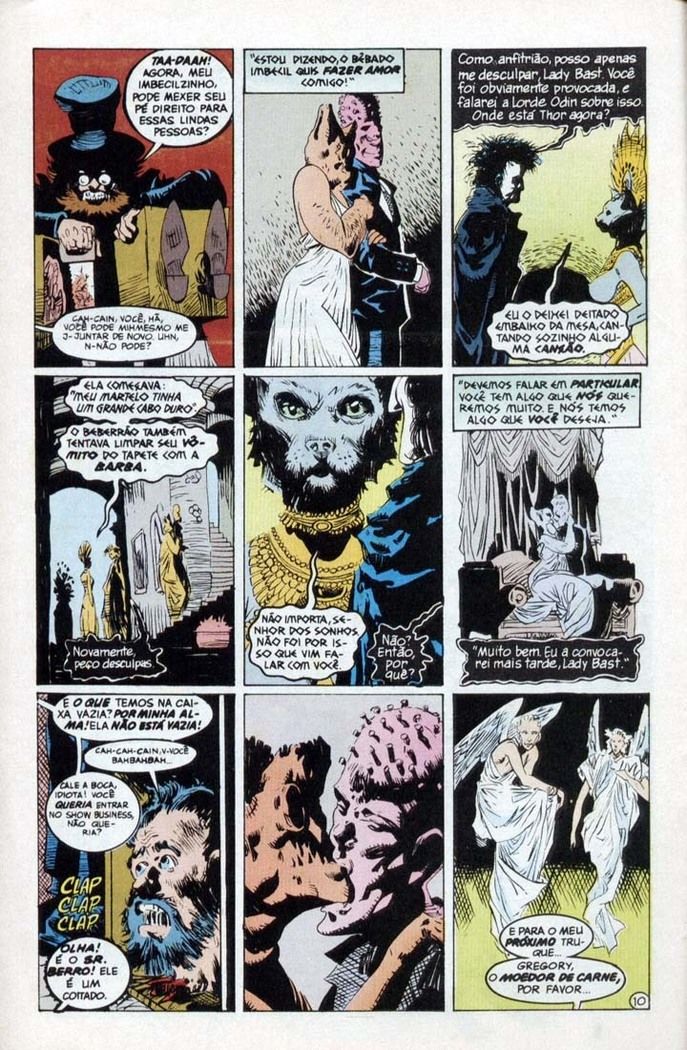 TAA-DAAH!
AGORA, MEU
IMBECILZINHO,
PODE MEXER SEU
PÉ DIREITO PARA
ESSAS LINDAS
PESSOAS?
CAH-CAIN, VOCÊ, HÃ,
VOCÊ PODE MIHMESMO ME
J-JUNTAR DE NOVO. UHN,
N-NÃO PODE?
"ESTOU DIZENDO, O BÊBADO
IMBECIL QUIS FAZER AMOR
COMIGO!"
Como anfitrião, posso apenas
me desculpar, Lady Bast. Você
foi obviamente provocada, e
falarei a Lorde Odin sobre isso.
Onde está Thor agora?
EU O DEIXEI DEITADO
EMBAIXO DA MESA, CAN-
TANDO SOZINHO ALGU-
MA CANÇÃO.
ELA COMEÇAVA:
"MEU MARTELO TINHA
UM GRANDE CABO DURO".
O BEBERRÃO TAMBÉM
TENTAVA LIMPAR SEU VÔ-
MITO DO TAPETE COM A
BARBA.
Novamente,
peço desculpas.
NÃO IMPORTA, SE-
NHOR DOS SONHOS,
NÃO FOI POR IS-
SO QUE VIM FA-
LAR COM VOCÊ.
Não?
Então,
por
quê?
"DEVEMOS FALAR EM PARTICULAR.
VOCÊ TEM ALGO QUE NÓS QUE-
REMOS MUITO. E NÓS TEMOS
ALGO QUE VOCÊ DESEJA."
"Muito bem. Eu a convoca-
rei mais tarde, Lady Bast."
E O QUE TEMOS NA CAI-
XA VAZIA? POR MINHA AL-
MA! ELA NÃO ESTÁ VAZIA!
CAH-CAH-CAIN, V-VOCÊ
BAHBAHBAH...
CALE A BOCA,
IDIOTA! VOCÊ
QUERIA ENTRAR
NO SHOW BUSINESS,
NÃO QUE-
RIA?
CLAP
CLAP
CLAP
OLHA!
É O SR.
BERRO! ELE
É UM
COITADO.
E PARA O MEU
PRÓXIMO TRU-
QUE...
GREGORY,
O MOEDOR DE CARNE,
POR FAVOR...
10